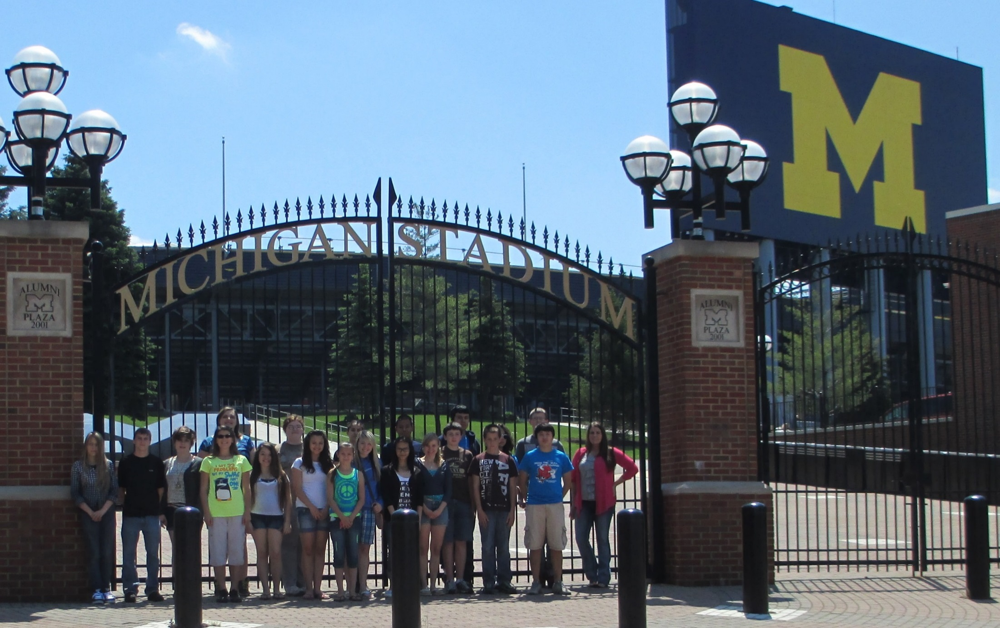 M
MICHIGAN STADIUM
ALUMNI
M
PLAZA
2001
ALUMNI
M
PLAZA
2001
I GOT 99
PROBLEMS
BUT MY
SWAG
AIN'T
ONE
NEW
YORK